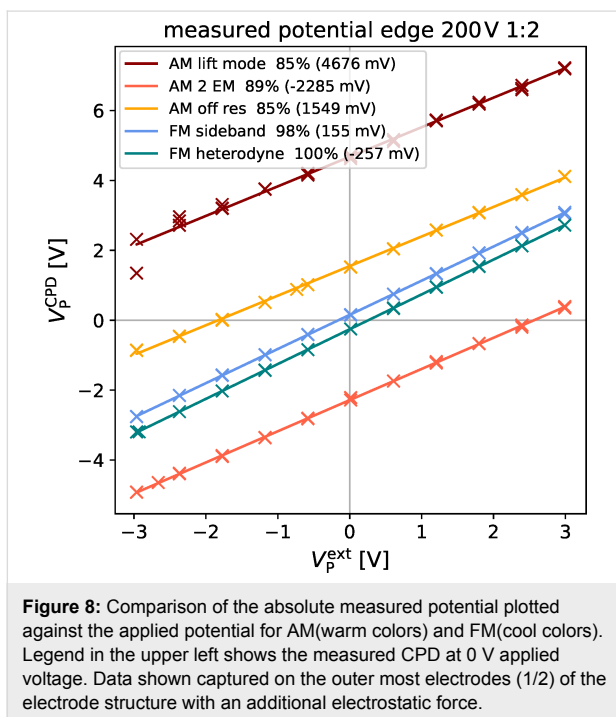 measured potential edge 200V 1:2
AM lift mode 85% (4676 mV)
AM 2 EM 89% (-2285 mV)
AM off res 85% (1549 mV)
FM sideband 98% (155 mV)
FM heterodyne 100% (-257 mV)
6
4
2
0
−2
−4
V_P^CPD [V]
−3 −2 −1 0 1 2 3
V_P^ext [V]
Figure 8: Comparison of the absolute measured potential plotted
against the applied potential for AM(warm colors) and FM(cool colors).
Legend in the upper left shows the measured CPD at 0 V applied
voltage. Data shown captured on the outer most electrodes (1/2) of the
electrode structure with an additional electrostatic force.